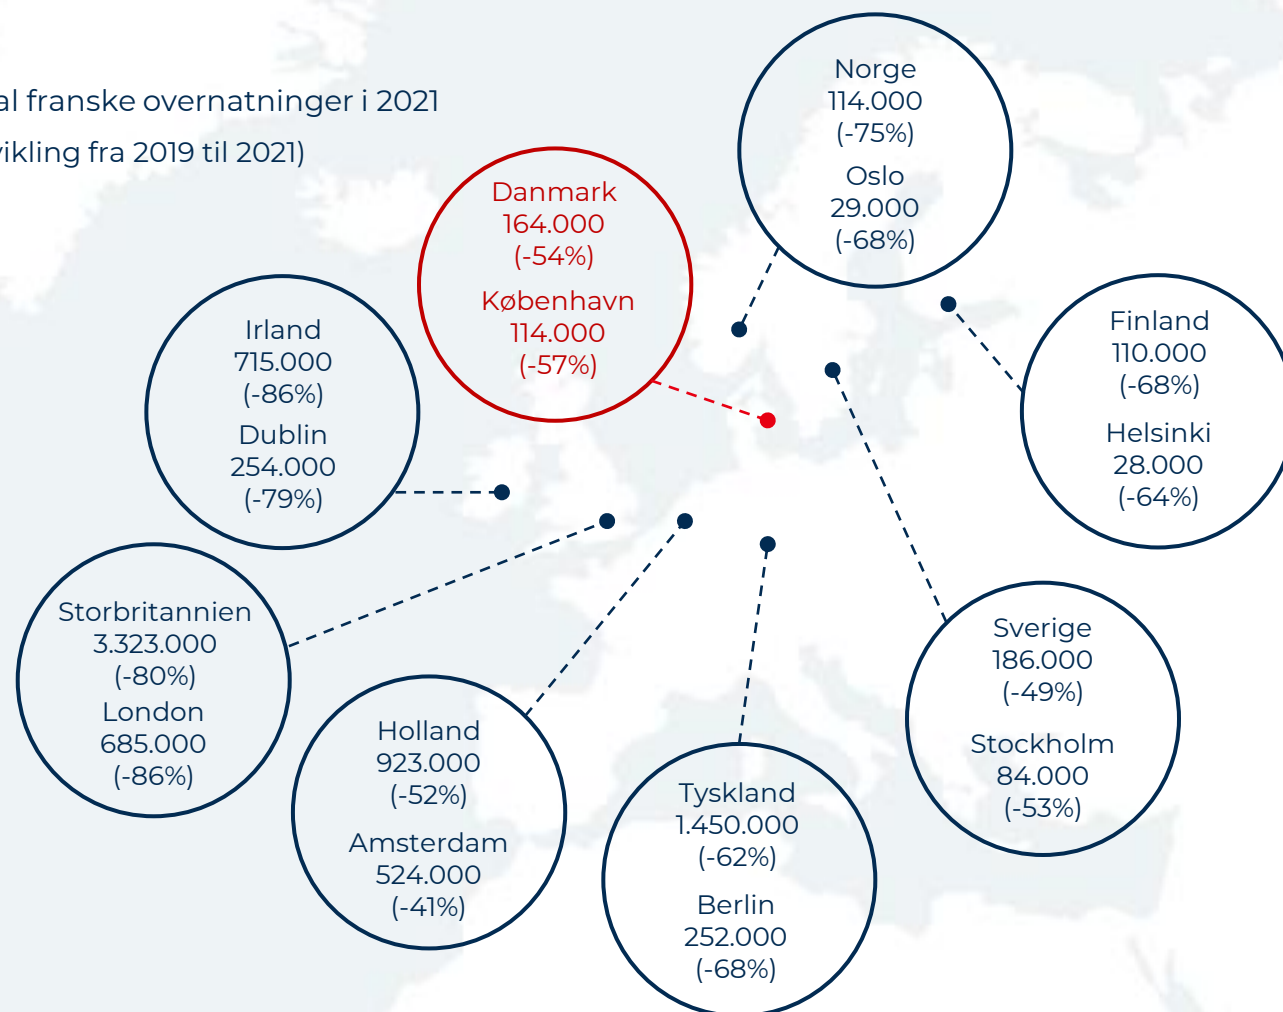 al franske overnatninger i 2021
vikling fra 2019 til 2021)
Norge
114.000
(-75%)
Oslo
29.000
(-68%)
Danmark
164.000
(-54%)
København
114.000
(-57%)
Irland
715.000
(-86%)
Dublin
254.000
(-79%)
Finland
110.000
(-68%)
Helsinki
28.000
(-64%)
Storbritannien
3.323.000
(-80%)
London
685.000
(-86%)
Holland
923.000
(-52%)
Amsterdam
524.000
(-41%)
Tyskland
1.450.000
(-62%)
Berlin
252.000
(-68%)
Sverige
186.000
(-49%)
Stockholm
84.000
(-53%)